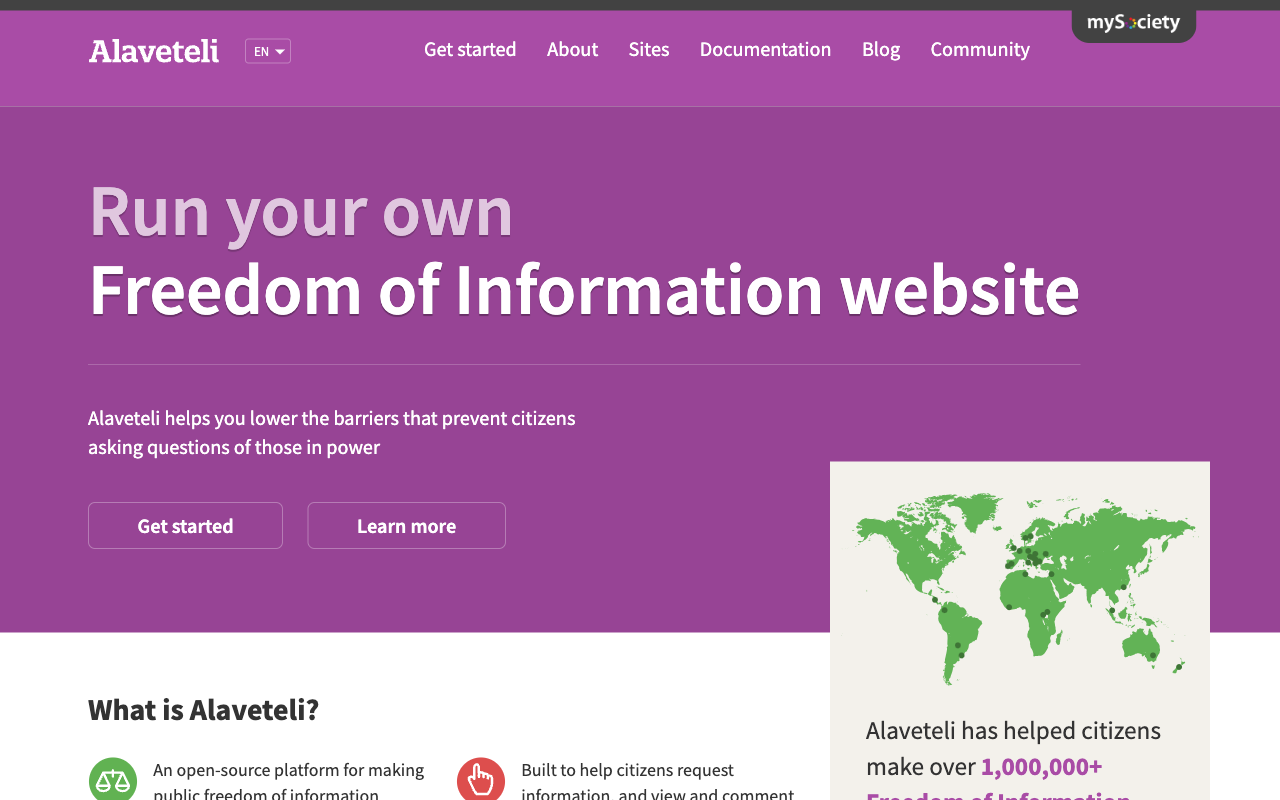 mySociety
Alaveteli
EN
Get started
About
Sites
Documentation
Blog
Community
Run your own
Freedom of Information website
Alaveteli helps you lower the barriers that prevent citizens
asking questions of those in power
Get started
Learn more
What is Alaveteli?
An open-source platform for making
public freedom of information
Built to help citizens request
information, and view and comment
Alaveteli has helped citizens
make over 1,000,000+
Freedom of Information